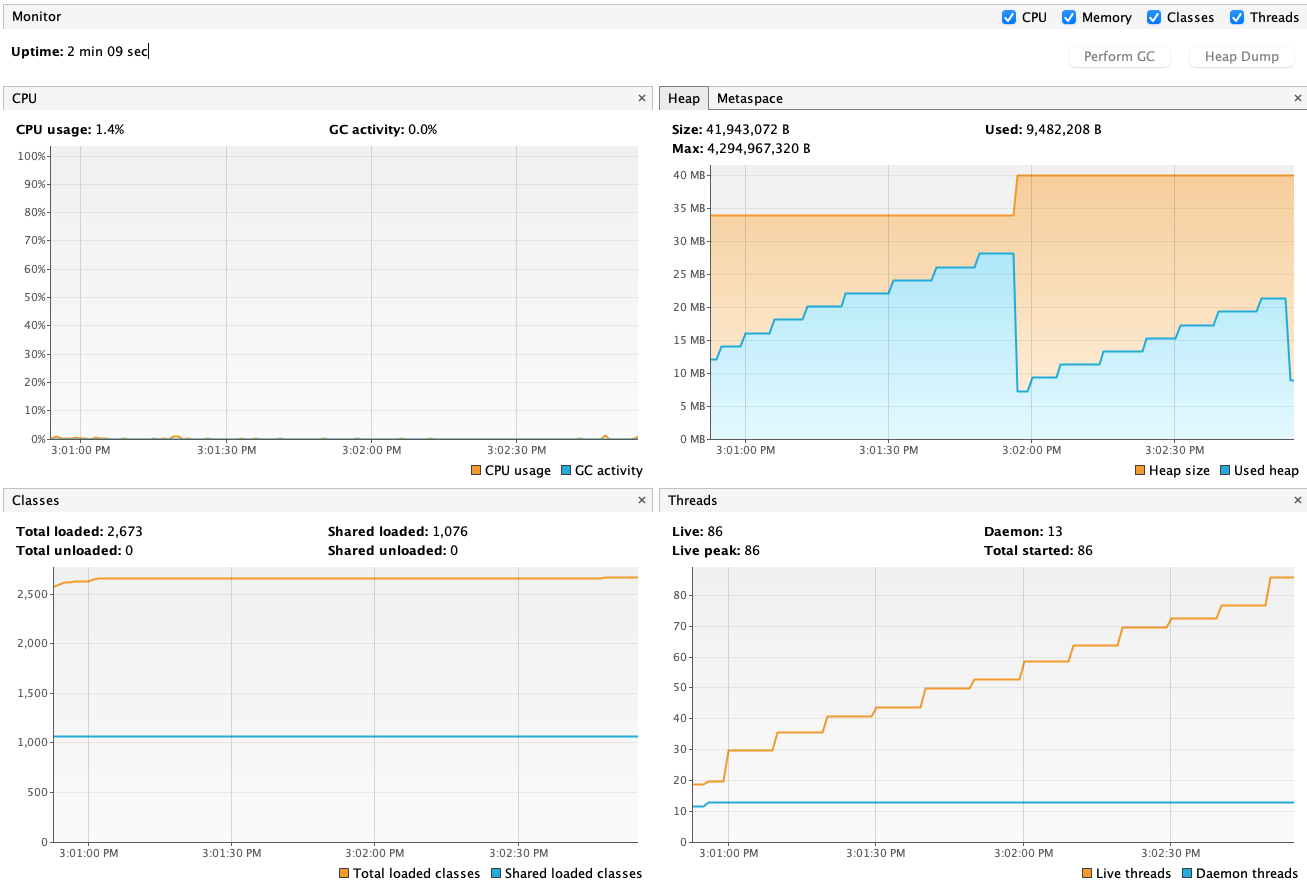 Monitor
CPU Memory Classes Threads
Uptime: 2 min 09 sec
Perform GC Heap Dump
CPU ×
CPU usage: 1.4% GC activity: 0.0%
100%
90%
80%
70%
60%
50%
40%
30%
20%
10%
0%
3:01:00 PM 3:01:30 PM 3:02:00 PM 3:02:30 PM
CPU usage GC activity
Heap Metaspace ×
Size: 41,943,072 B Used: 9,482,208 B
Max: 4,294,967,320 B
40 MB
35 MB
30 MB
25 MB
20 MB
15 MB
10 MB
5 MB
0 MB
3:01:00 PM 3:01:30 PM 3:02:00 PM 3:02:30 PM
Heap size Used heap
Classes ×
Total loaded: 2,673 Shared loaded: 1,076
Total unloaded: 0 Shared unloaded: 0
2,500
2,000
1,500
1,000
500
0
3:01:00 PM 3:01:30 PM 3:02:00 PM 3:02:30 PM
Total loaded classes Shared loaded classes
Threads ×
Live: 86 Daemon: 13
Live peak: 86 Total started: 86
80
70
60
50
40
30
20
10
0
3:01:00 PM 3:01:30 PM 3:02:00 PM 3:02:30 PM
Live threads Daemon threads